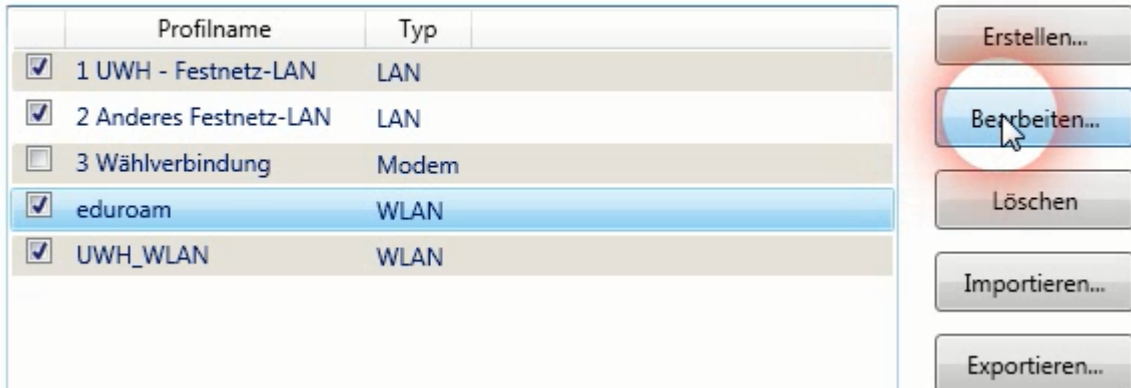 Profilname Typ
1 UWH - Festnetz-LAN LAN
2 Anderes Festnetz-LAN LAN
3 Wählverbindung Modem
eduroam WLAN
UWH_WLAN WLAN
Erstellen...
Bearbeiten...
Löschen
Importieren...
Exportieren...